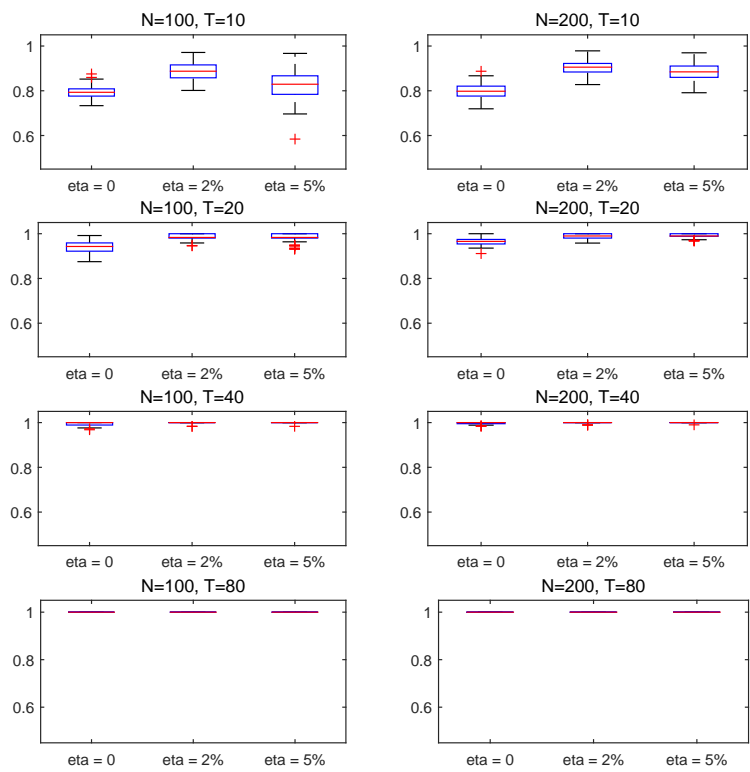 N=100, T=10
1
0.8
0.6
eta = 0 eta = 2% eta = 5%
N=200, T=10
1
0.8
0.6
eta = 0 eta = 2% eta = 5%
N=100, T=20
1
0.8
0.6
eta = 0 eta = 2% eta = 5%
N=200, T=20
1
0.8
0.6
eta = 0 eta = 2% eta = 5%
N=100, T=40
1
0.8
0.6
eta = 0 eta = 2% eta = 5%
N=200, T=40
1
0.8
0.6
eta = 0 eta = 2% eta = 5%
N=100, T=80
1
0.8
0.6
eta = 0 eta = 2% eta = 5%
N=200, T=80
1
0.8
0.6
eta = 0 eta = 2% eta = 5%